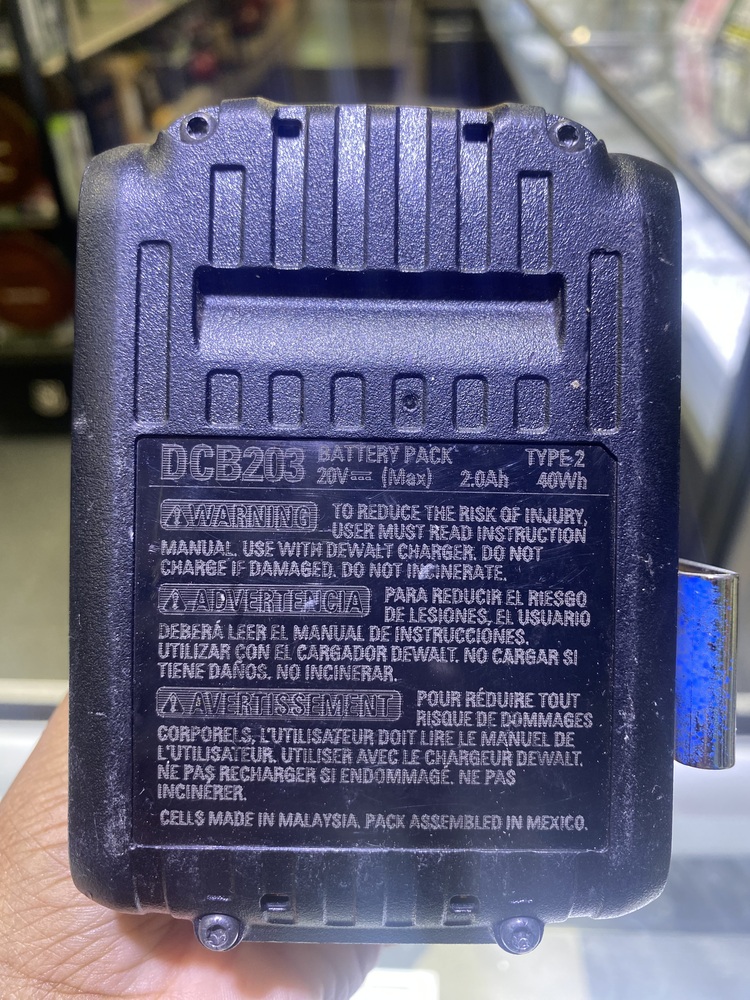 DCB203 BATTERY PACK TYPE 2
20V⎓ (Max) 2.0Ah 40Wh
⚠WARNING TO REDUCE THE RISK OF INJURY,
USER MUST READ INSTRUCTION
MANUAL. USE WITH DEWALT CHARGER. DO NOT
CHARGE IF DAMAGED. DO NOT INCINERATE.
⚠ADVERTENCIA PARA REDUCIR EL RIESGO
DE LESIONES, EL USUARIO
DEBERÁ LEER EL MANUAL DE INSTRUCCIONES.
UTILIZAR CON EL CARGADOR DEWALT. NO CARGAR SI
TIENE DAÑOS. NO INCINERAR.
⚠AVERTISSEMENT POUR RÉDUIRE TOUT
RISQUE DE DOMMAGES
CORPORELS, L'UTILISATEUR DOIT LIRE LE MANUEL DE
L'UTILISATEUR. UTILISER AVEC LE CHARGEUR DEWALT.
NE PAS RECHARGER SI ENDOMMAGÉ. NE PAS
INCINÉRER.
CELLS MADE IN MALAYSIA. PACK ASSEMBLED IN MEXICO.